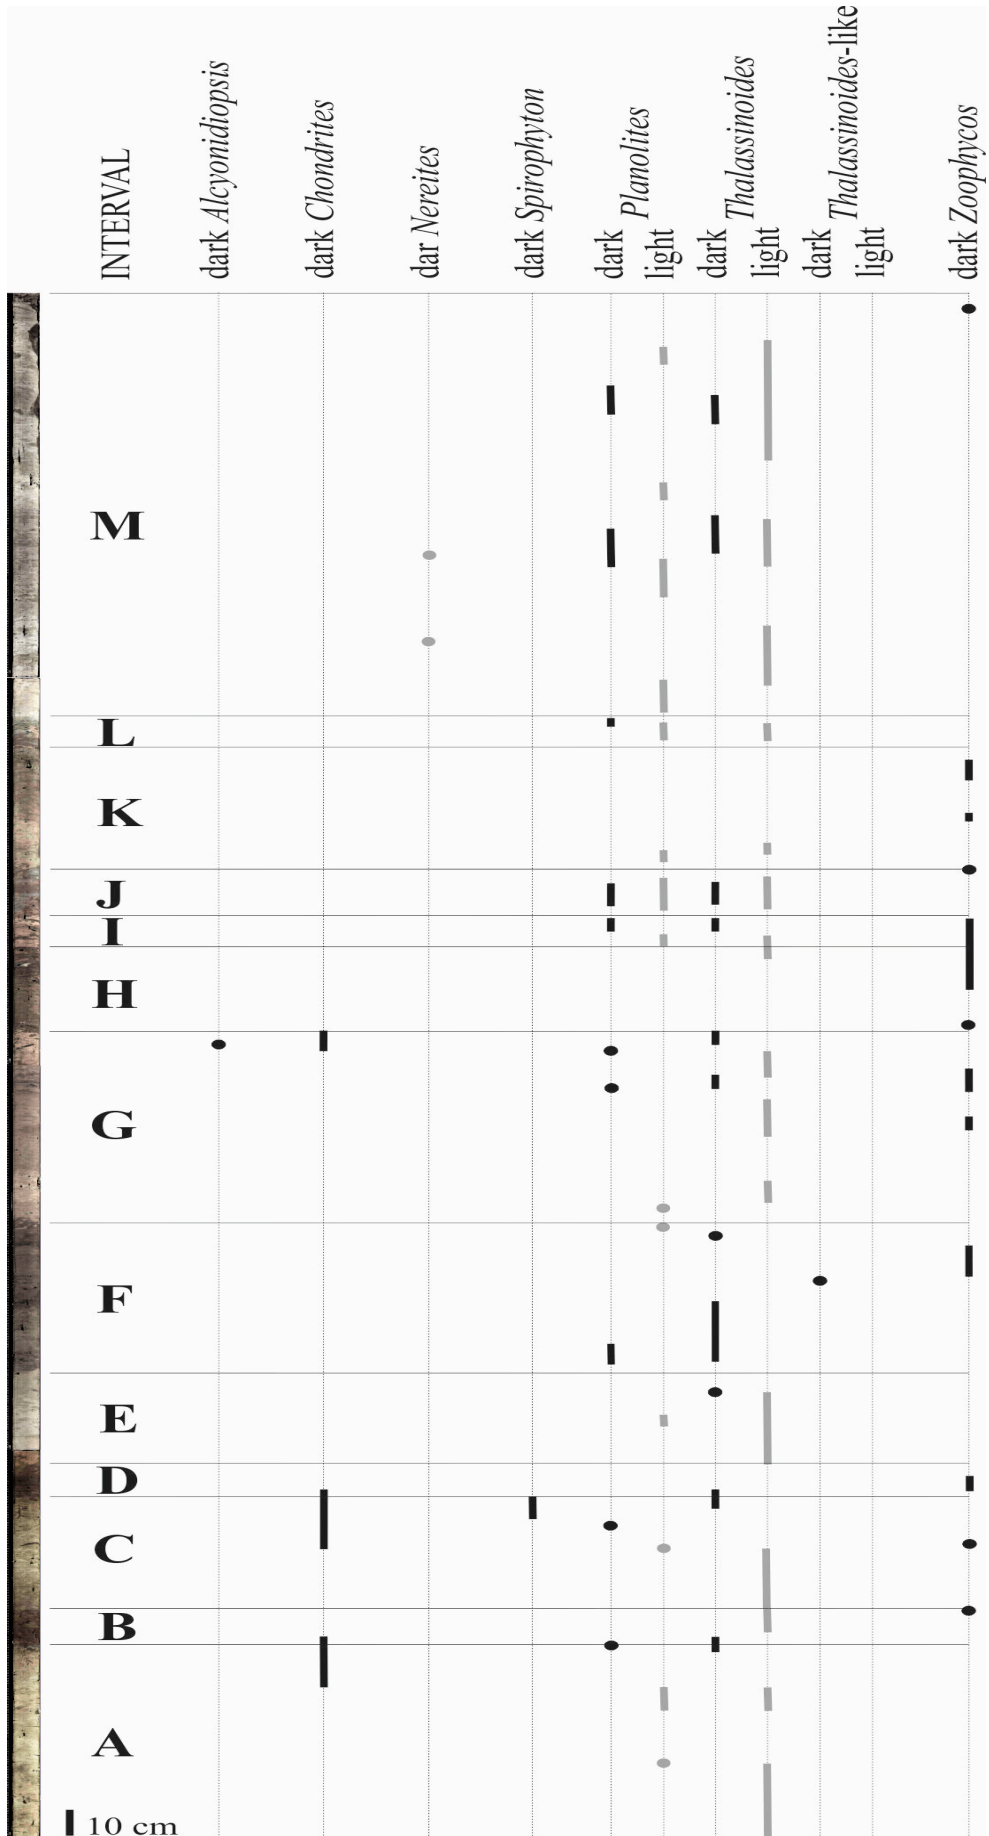 INTERVAL
dark Alcyonidiopsis
dark Chondrites
dar Nereites
dark Spirophyton
Planolites
dark
light
Thalassinoides
dark
light
Thalassinoides-like
dark
light
dark Zoophycos
M
L
K
J
I
H
G
F
E
D
C
B
A
10 cm